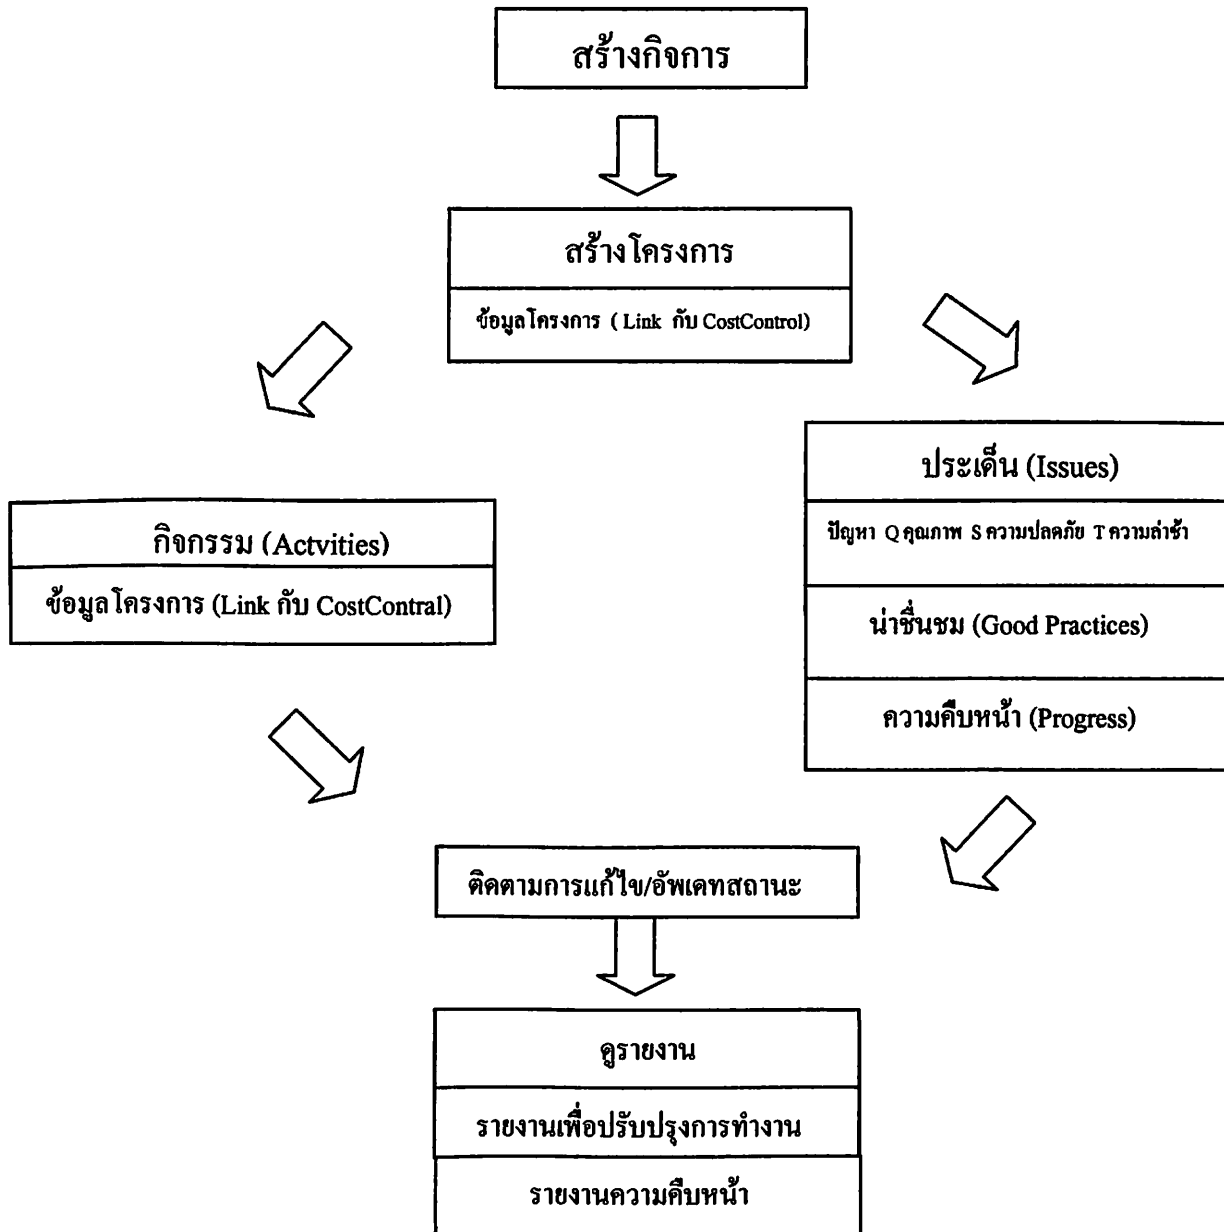 สร้างกิจการ
สร้างโครงการ
ข้อมูลโครงการ ( Link กับ CostControl)
ประเด็น (Issues)
ปัญหา Q คุณภาพ S ความปลดภัย T ความล่าช้า
กิจกรรม (Actvities)
ข้อมูลโครงการ (Link กับ CostContral)
น่าชื่นชม (Good Practices)
ความคืบหน้า (Progress)
ติดตามการแก้ไข/อัพเดทสถานะ
ดูรายงาน
รายงานเพื่อปรับปรุงการทำงาน
รายงานความคืบหน้า